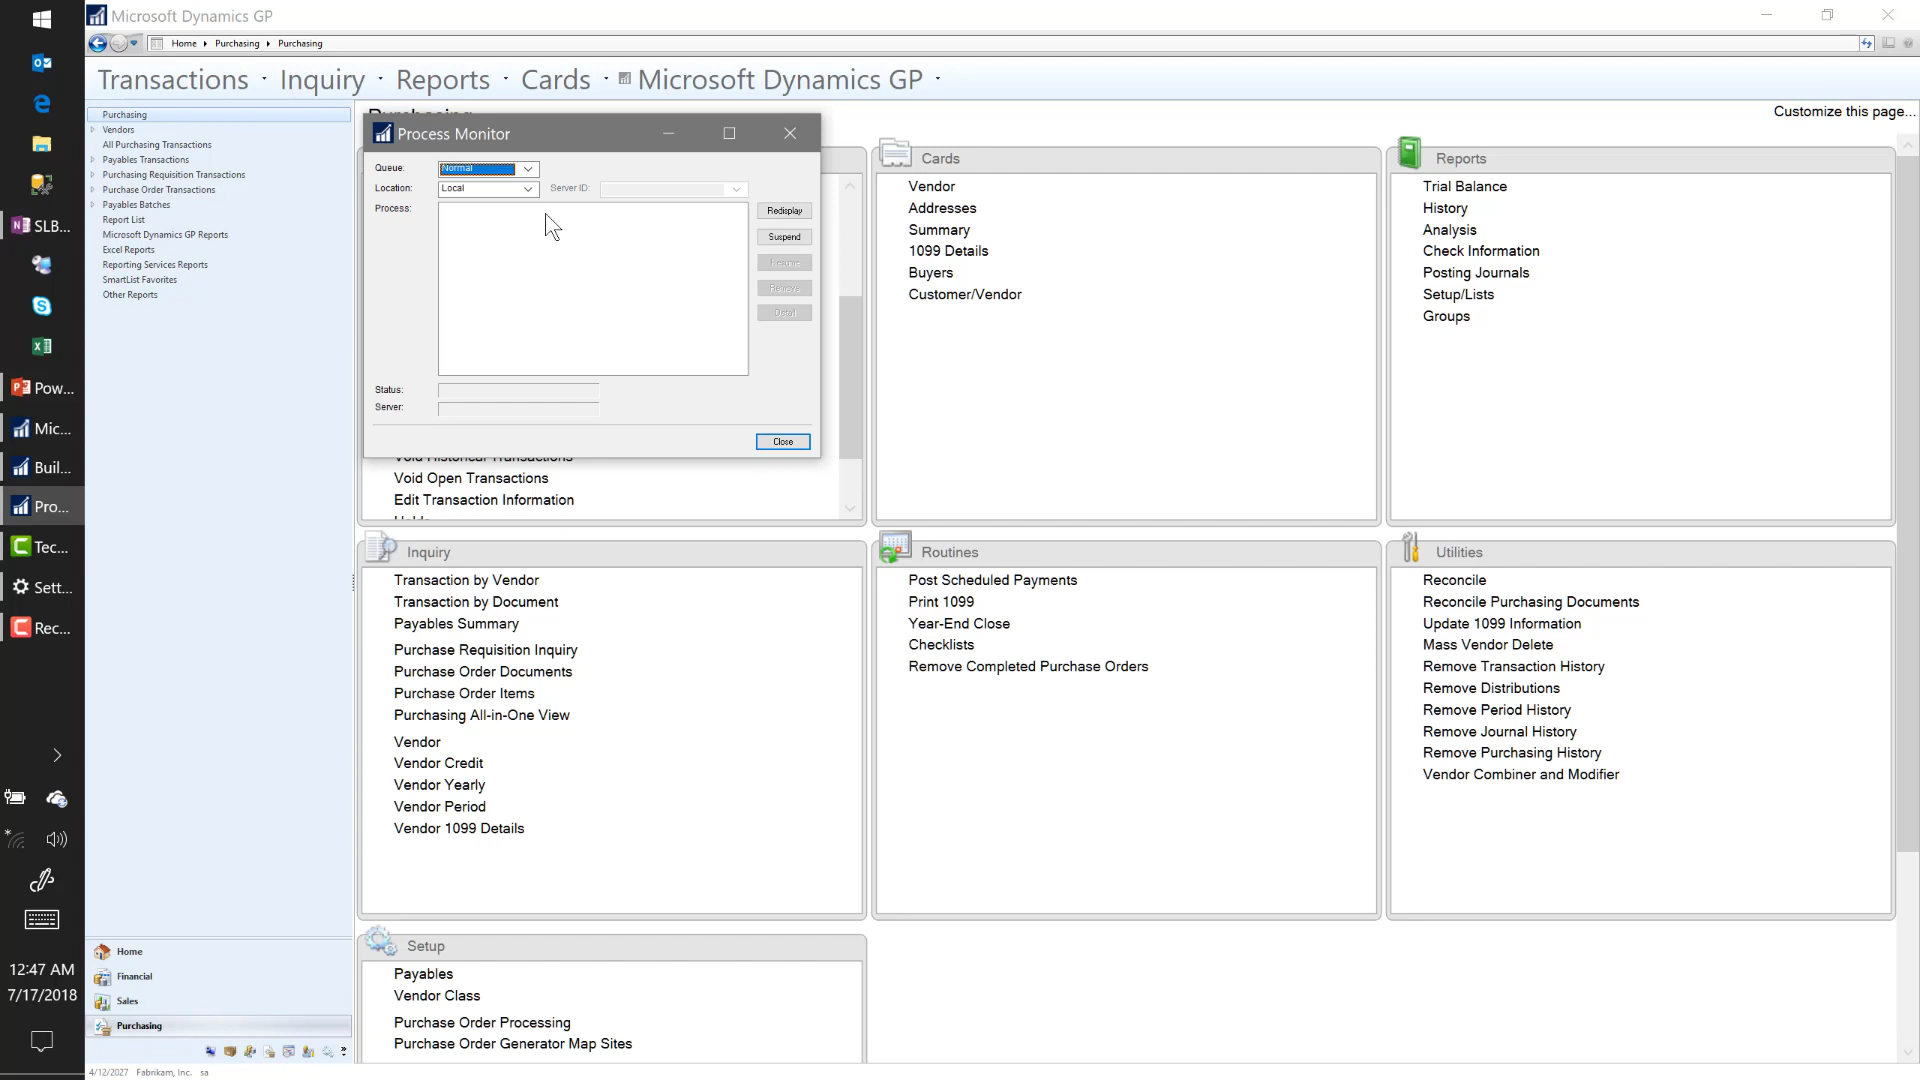 Microsoft Dynamics GP
Home Purchasing Purchasing
Transactions Inquiry Reports Cards Microsoft Dynamics GP
Customize this page...
Purchasing
Vendors
All Purchasing Transactions
Payables Transactions
Purchasing Requisition Transactions
Purchase Order Transactions
Payables Batches
Report List
Microsoft Dynamics GP Reports
Excel Reports
Reporting Services Reports
SmartList Favorites
Other Reports
Purchasing
Process Monitor
Queue: Normal
Location: Local Server ID:
Process:
Redisplay
Suspend
Resume
Remove
Detail
Status:
Server:
Close
Void Historical Transactions
Void Open Transactions
Edit Transaction Information
Holds
Cards
Vendor
Addresses
Summary
1099 Details
Buyers
Customer/Vendor
Reports
Trial Balance
History
Analysis
Check Information
Posting Journals
Setup/Lists
Groups
Inquiry
Transaction by Vendor
Transaction by Document
Payables Summary
Purchase Requisition Inquiry
Purchase Order Documents
Purchase Order Items
Purchasing All-in-One View
Vendor
Vendor Credit
Vendor Yearly
Vendor Period
Vendor 1099 Details
Routines
Post Scheduled Payments
Print 1099
Year-End Close
Checklists
Remove Completed Purchase Orders
Utilities
Reconcile
Reconcile Purchasing Documents
Update 1099 Information
Mass Vendor Delete
Remove Transaction History
Remove Distributions
Remove Period History
Remove Journal History
Remove Purchasing History
Vendor Combiner and Modifier
Setup
Payables
Vendor Class
Purchase Order Processing
Purchase Order Generator Map Sites
Home
Financial
Sales
Purchasing
4/12/2027 Fabrikam, Inc. sa
SLB...
Pow...
Mic...
Buil...
Pro...
Tec...
Sett...
Rec...
12:47 AM
7/17/2018